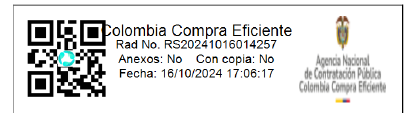 Colombia Compra Eficiente
Rad No. RS20241016014257
Anexos: No Con copia: No
Fecha: 16/10/2024 17:06:17
Agencia Nacional
de Contratación Pública
Colombia Compra Eficiente